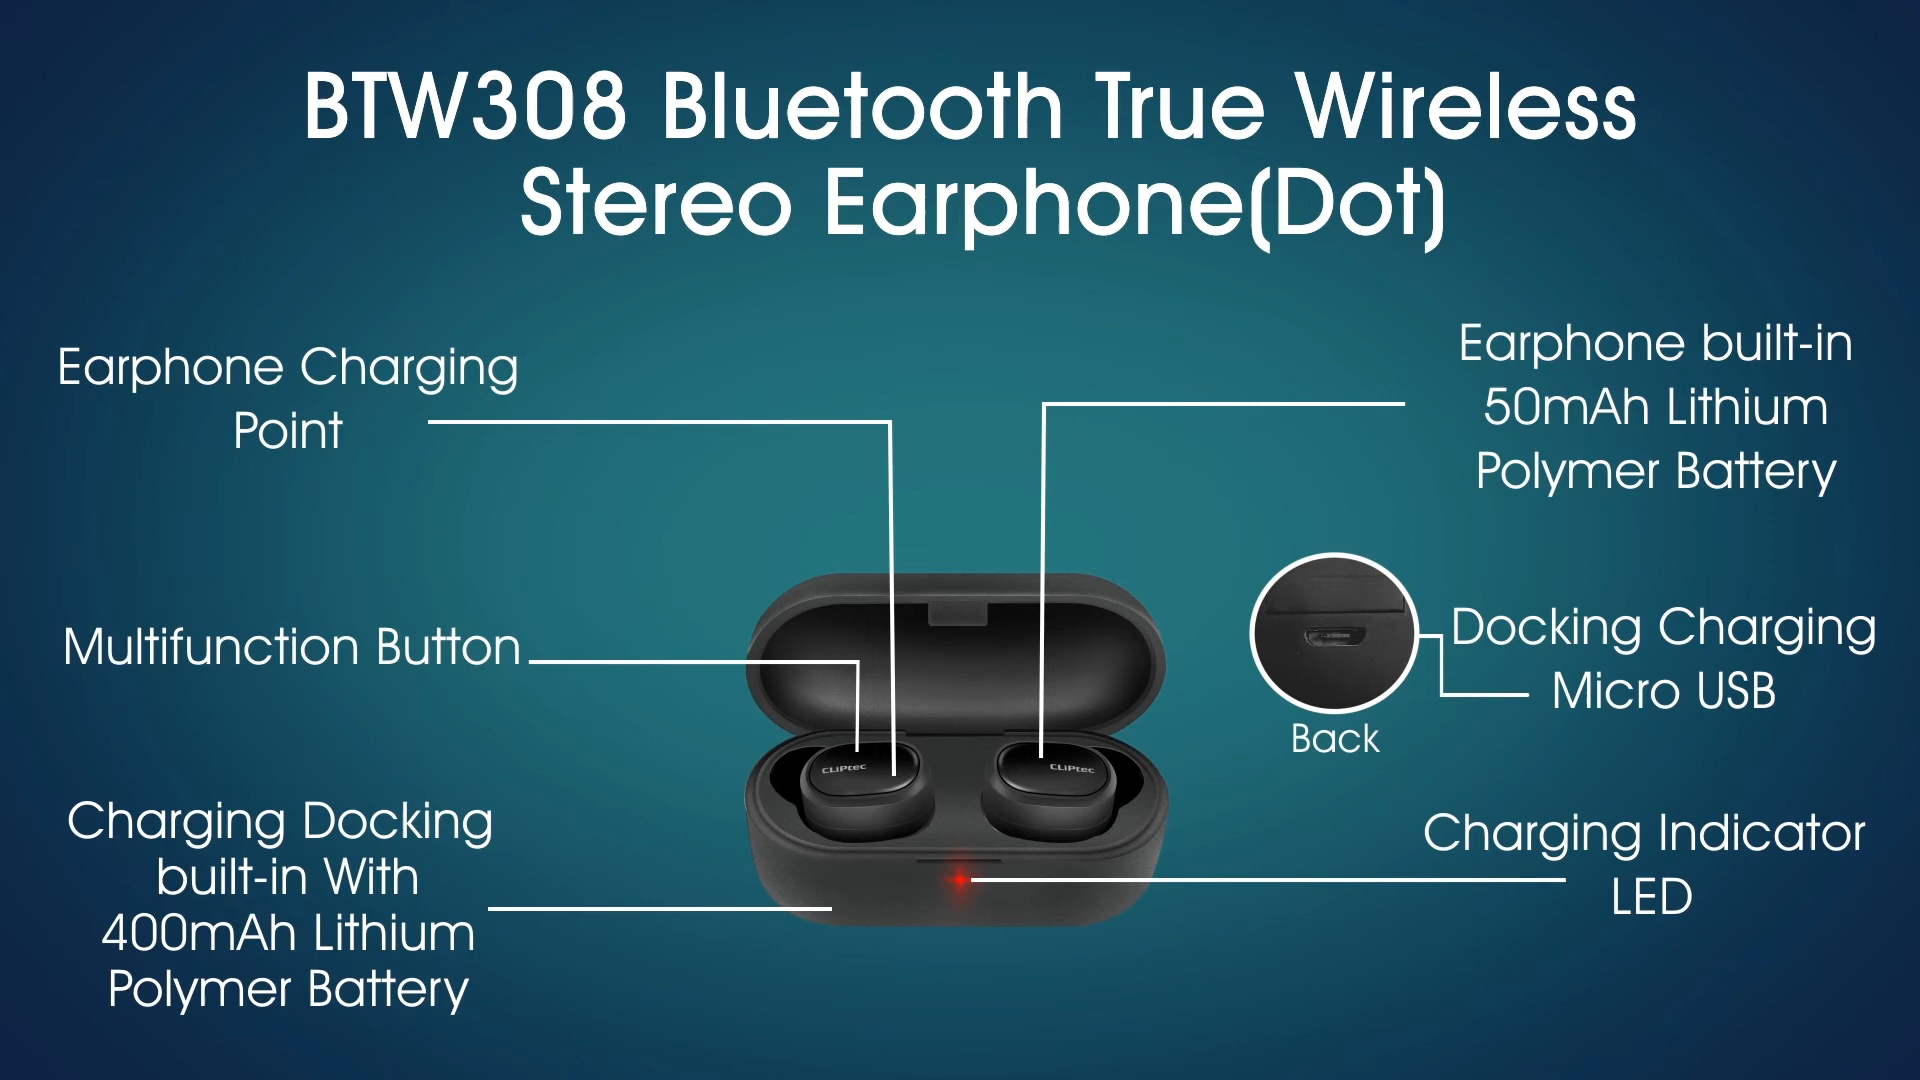 BTW308 Bluetooth True Wireless
Stereo Earphone(Dot)
Earphone Charging
Point
Earphone built-in
50mAh Lithium
Polymer Battery
Multifunction Button
Docking Charging
Micro USB
Back
CLiPtec
CLiPtec
Charging Docking
built-in With
400mAh Lithium
Polymer Battery
Charging Indicator
LED